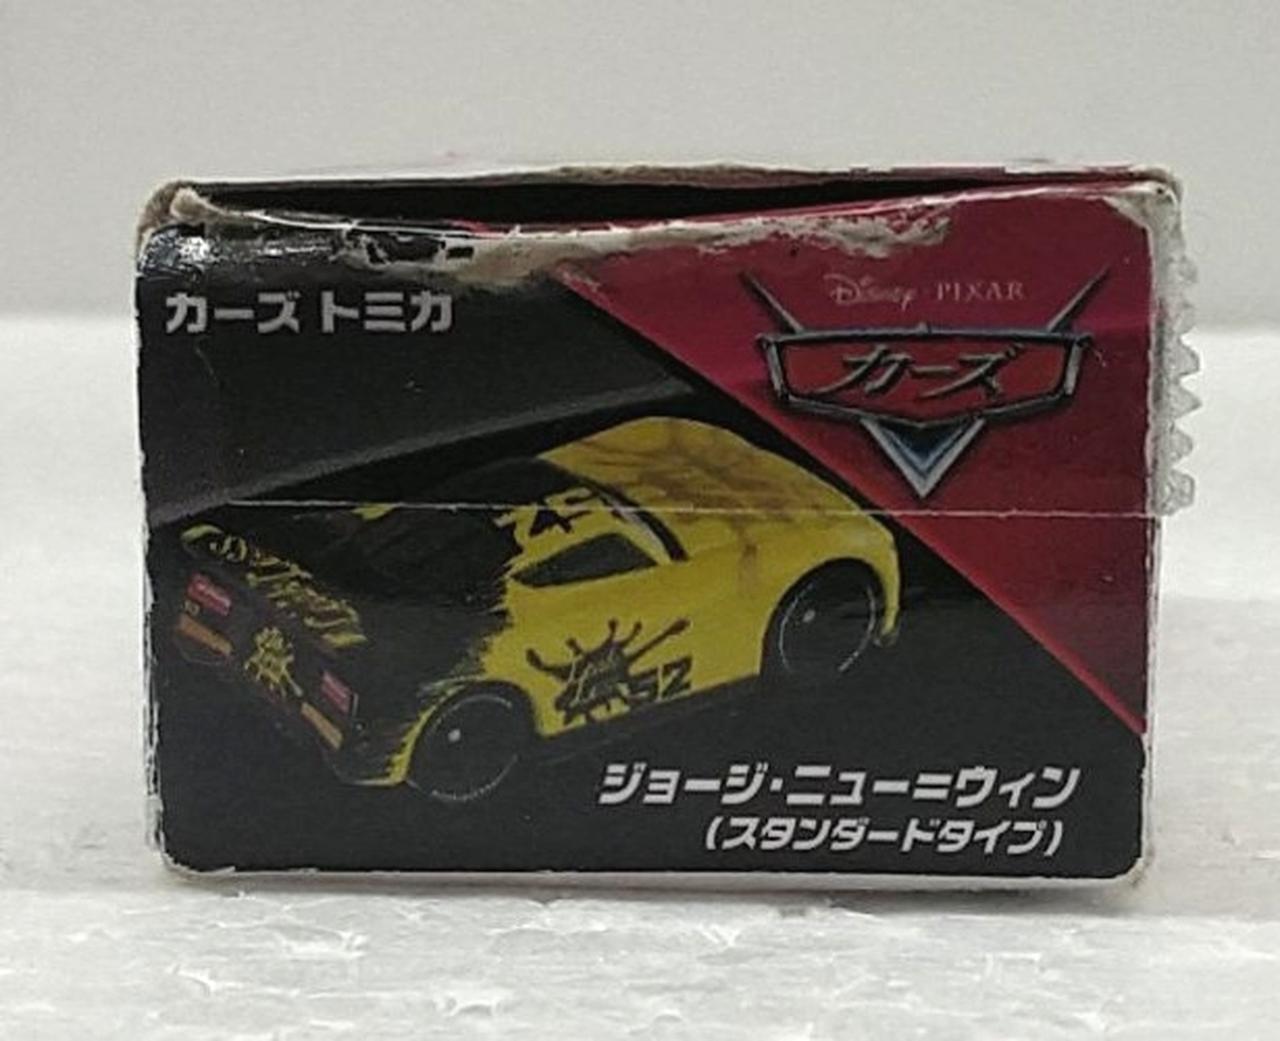 カーズ トミカ
Disney・PIXAR
カーズ
52
ジョージ・ニュー=ウィン
(スタンダードタイプ)